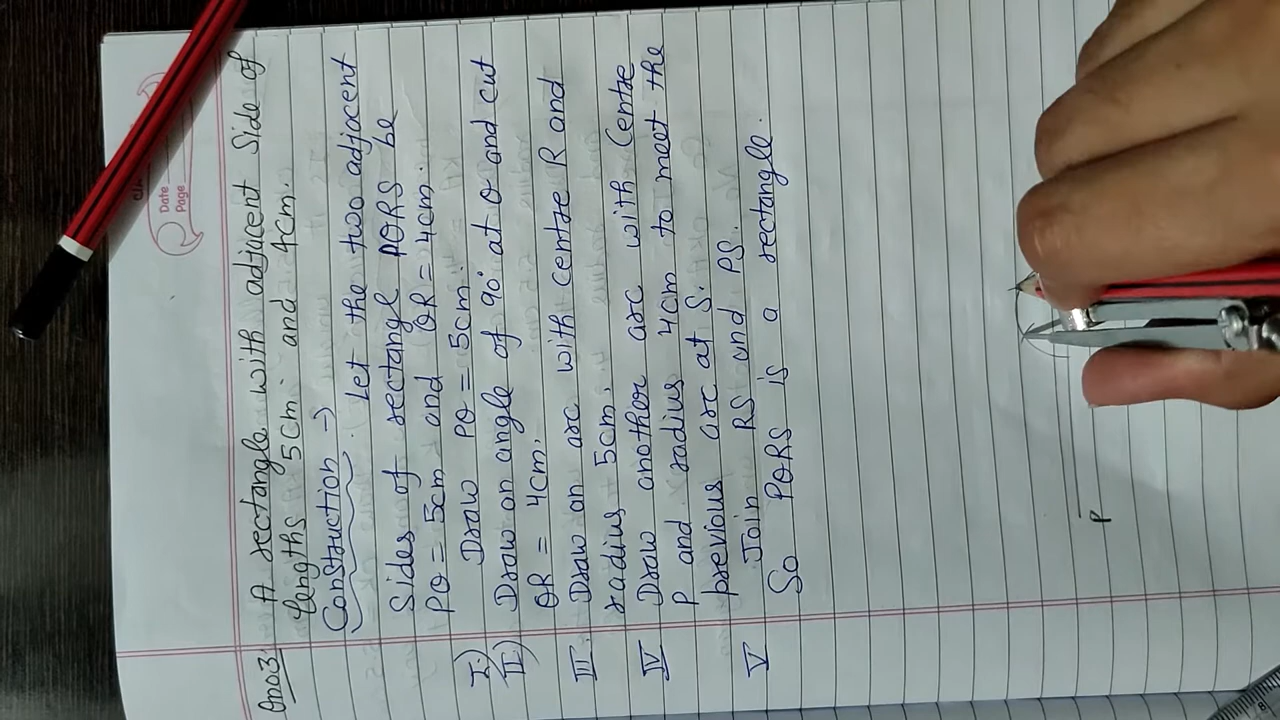 Date
Page
Qno3. A rectangle with adjacent side of
lengths 5cm. and 4cm.
Construction →
Let the two adjacent
Sides of rectangle PQRS be
PQ = 5cm and QR = 4cm.
I.) Draw PQ = 5cm.
II.) Draw an angle of 90° at Q and cut
QR = 4cm.
III. Draw an arc with centre R and
radius 5cm.
IV Draw another arc with Centre
P and radius 4cm to meet the
previous arc at S.
V Join RS and PS.
So PQRS is a rectangle.
P